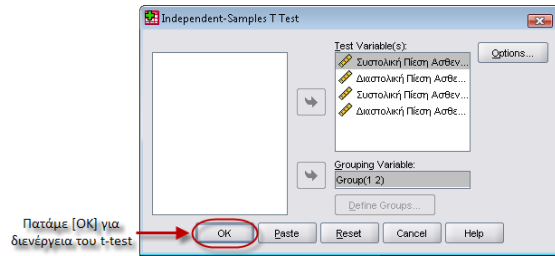 Independent-Samples T Test
Test Variable(s):
Συστολική Πίεση Ασθεν...
Διαστολική Πίεση Ασθε...
Συστολική Πίεση Ασθεν...
Διαστολική Πίεση Ασθε...
Options...
Grouping Variable:
Group(1 2)
Define Groups...
Πατάμε [OK] για
διενέργεια του t-test
OK
Paste
Reset
Cancel
Help